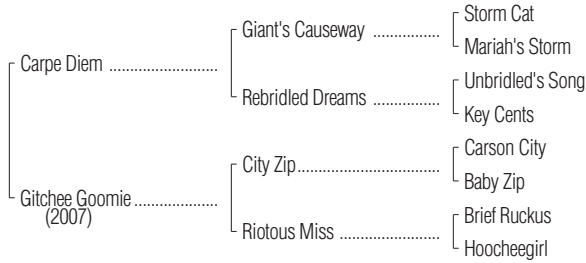 Storm Cat
Giant's Causeway ..................
Mariah's Storm
Carpe Diem ........................
Unbridled's Song
Rebridled Dreams ...............
Key Cents
Carson City
City Zip................................
Baby Zip
Gitchee Goomie ..................
(2007)
Brief Ruckus
Riotous Miss ......................
Hoocheegirl